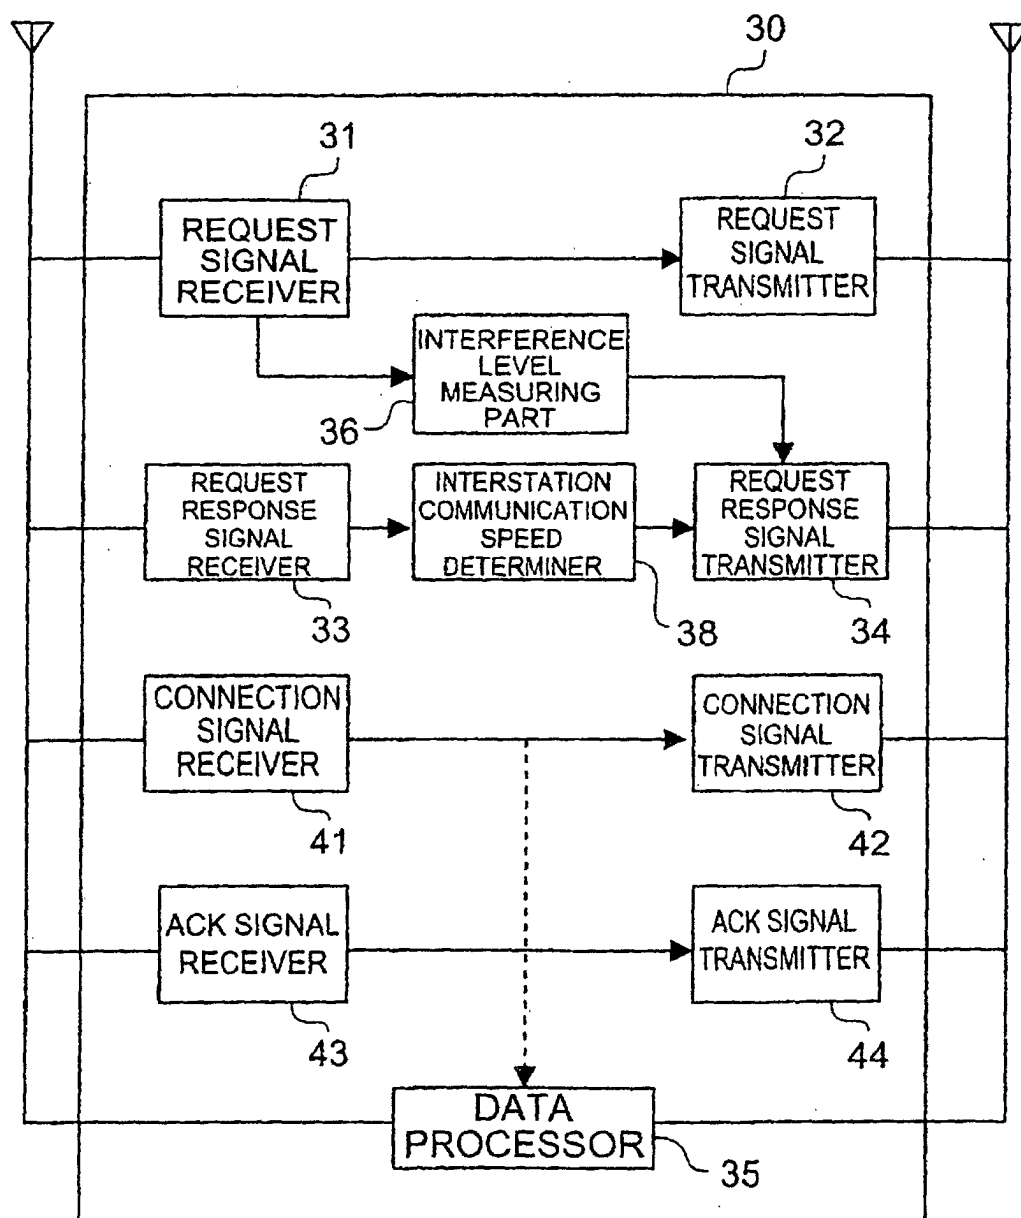 30
31
32
REQUEST
SIGNAL
RECEIVER
REQUEST
SIGNAL
TRANSMITTER
INTERFERENCE
LEVEL
MEASURING
PART
36
REQUEST
RESPONSE
SIGNAL
RECEIVER
INTERSTATION
COMMUNICATION
SPEED
DETERMINER
REQUEST
RESPONSE
SIGNAL
TRANSMITTER
33
38
34
CONNECTION
SIGNAL
RECEIVER
CONNECTION
SIGNAL
TRANSMITTER
41
42
ACK SIGNAL
RECEIVER
ACK SIGNAL
TRANSMITTER
43
44
DATA
PROCESSOR
35